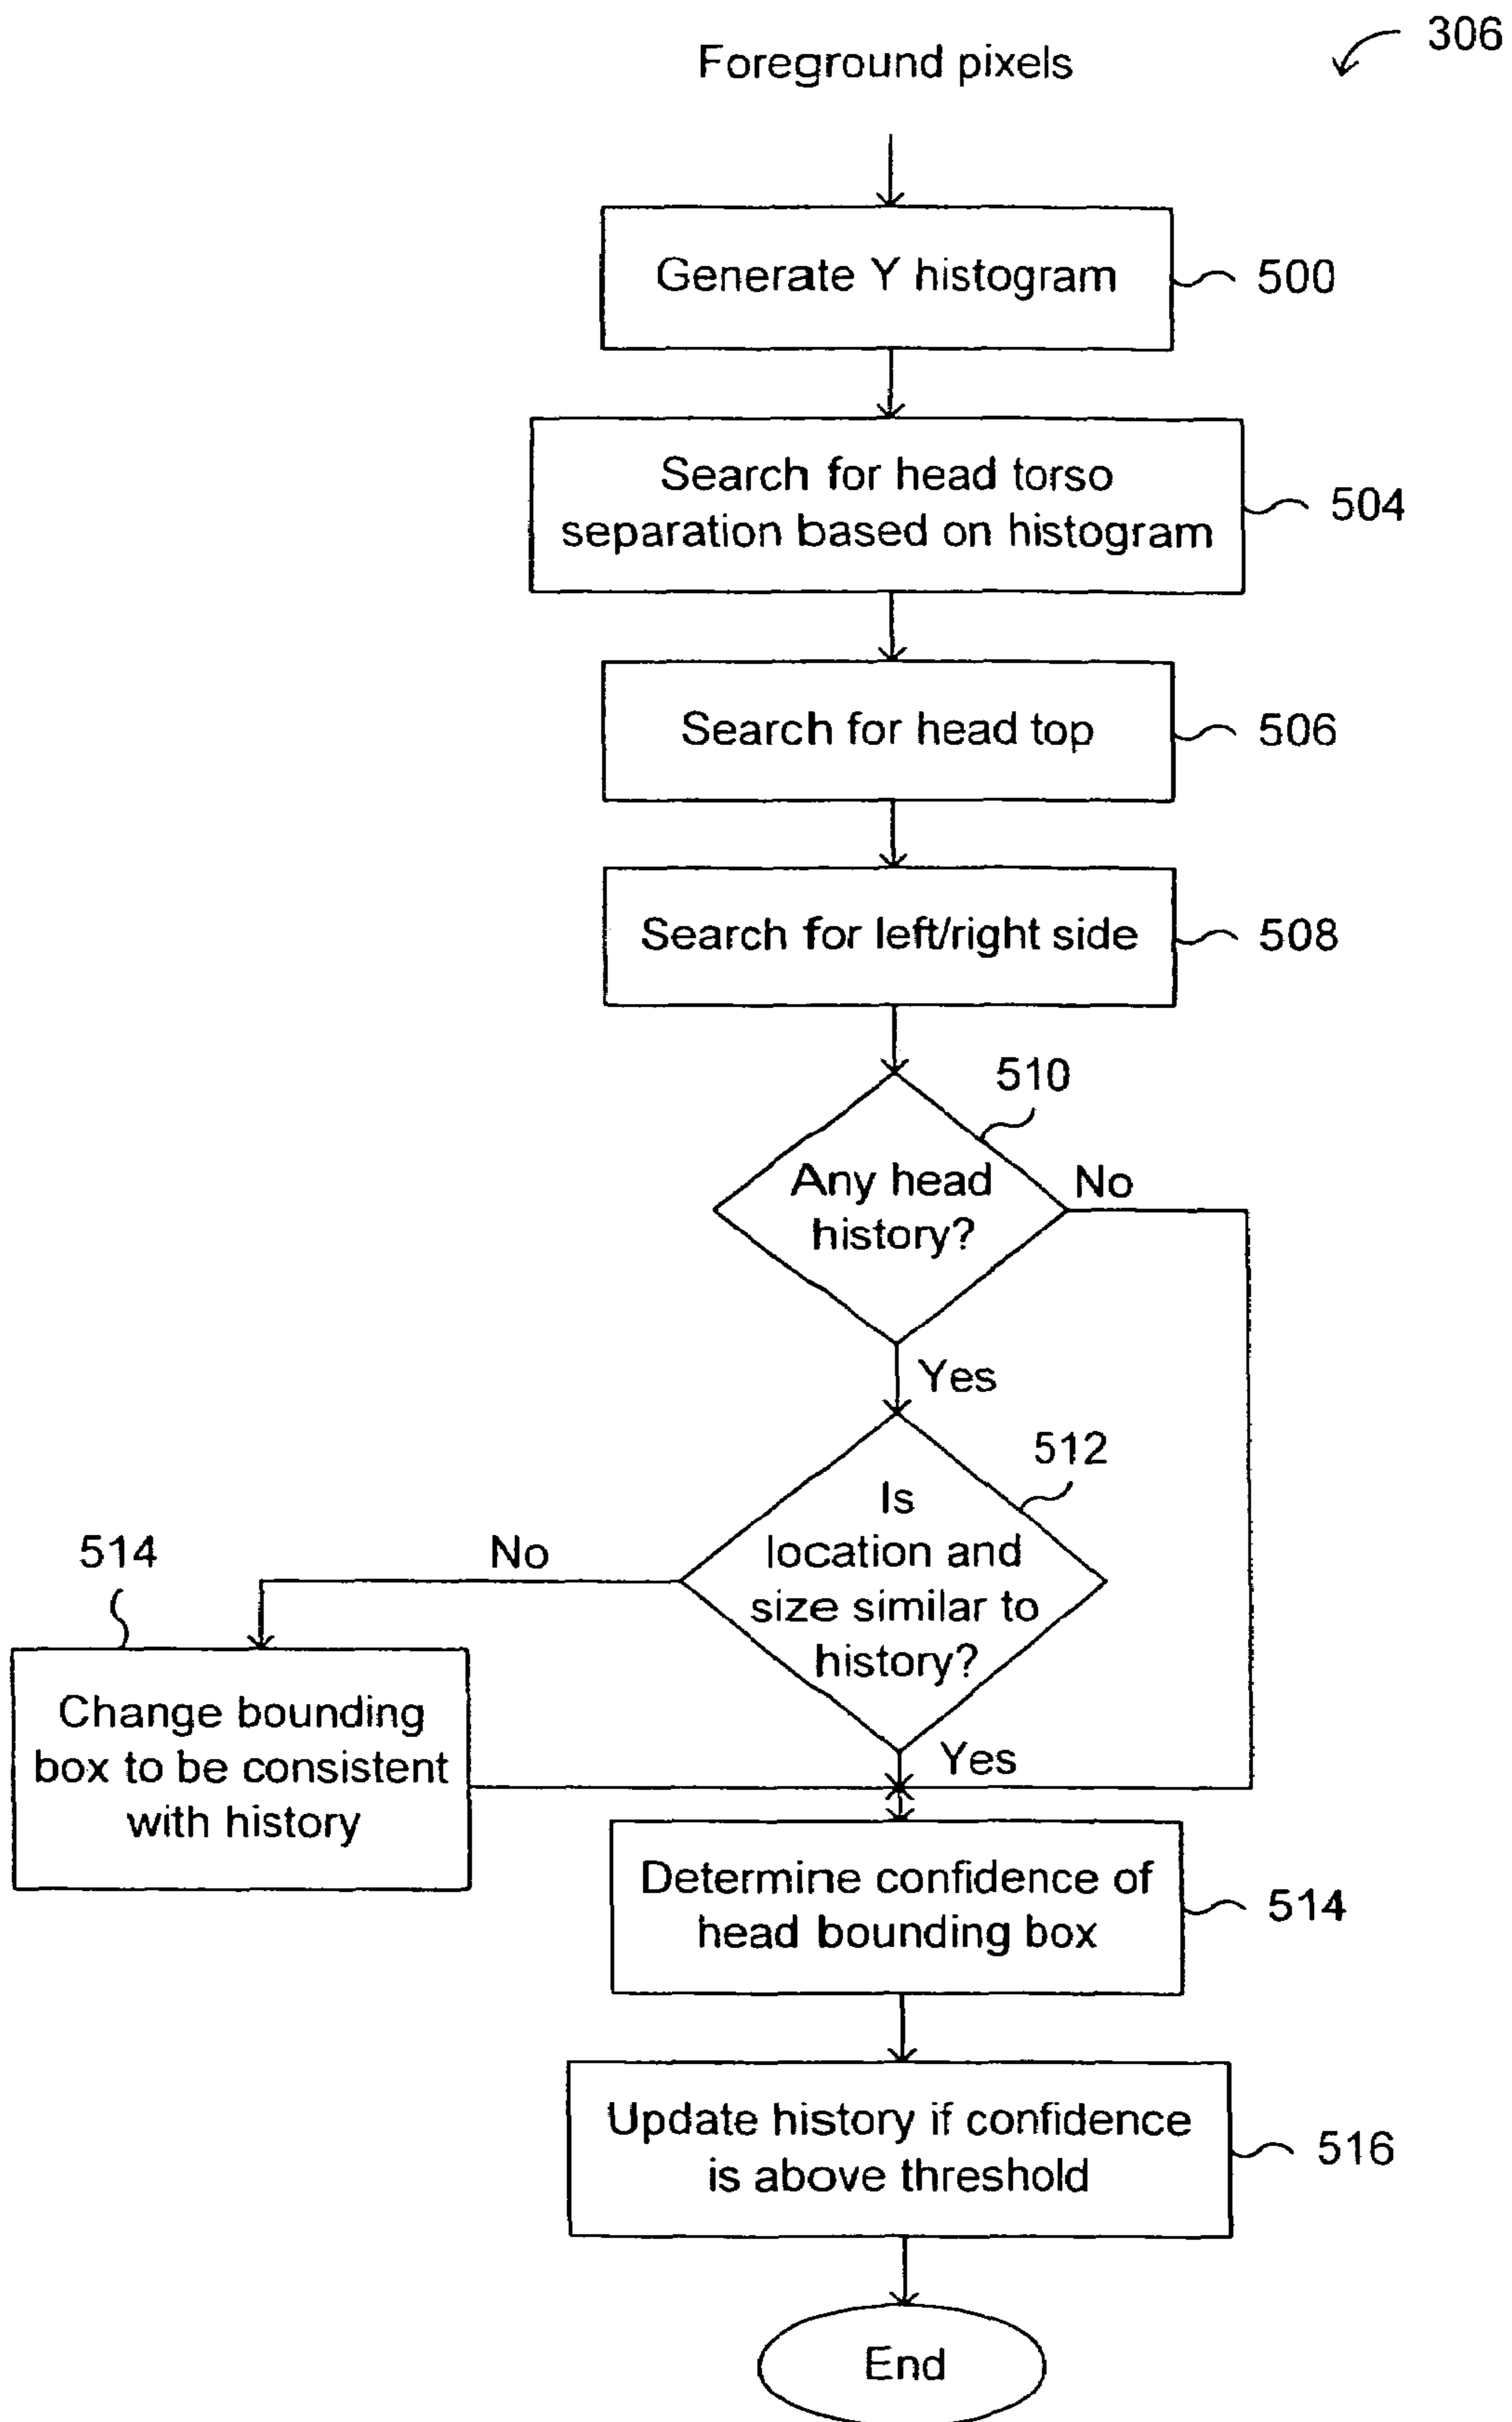 306
Foreground pixels
Generate Y histogram
500
Search for head torso
separation based on histogram
504
Search for head top
506
Search for left/right side
508
510
Any head
history?
No
Yes
512
Is
location and
size similar to
history?
No
514
Yes
Change bounding
box to be consistent
with history
Determine confidence of
head bounding box
514
Update history if confidence
is above threshold
516
End